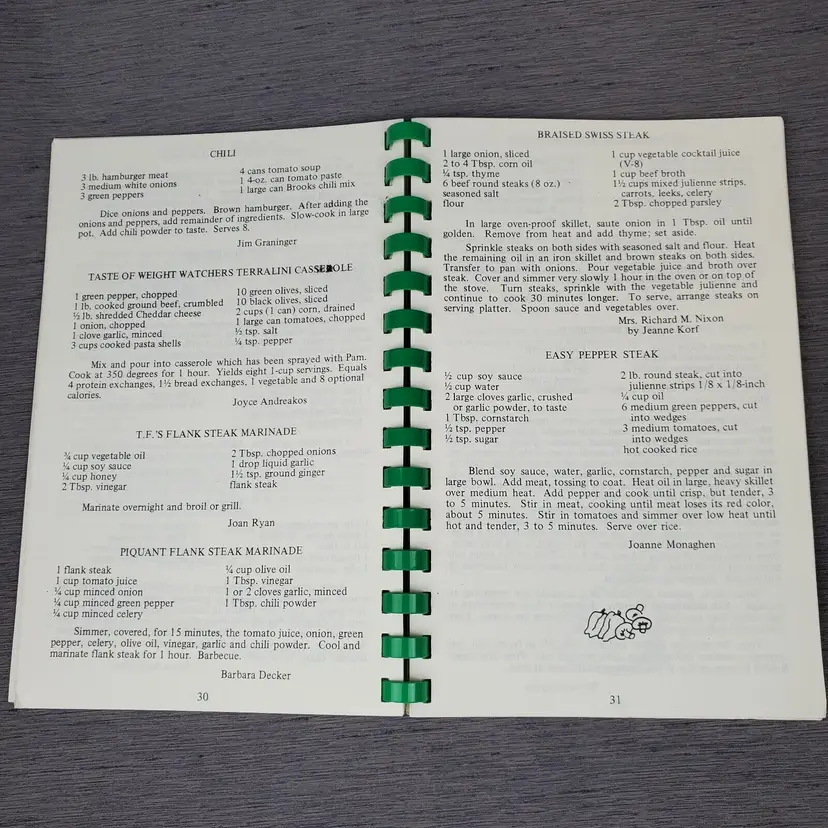 CHILI
3 lb. hamburger meat
3 medium white onions
3 green peppers
4 cans tomato soup
1 4-oz. can tomato paste
1 large can Brooks chili mix
Dice onions and peppers. Brown hamburger. After adding the
onions and peppers, add remainder of ingredients. Slow-cook in large
pot. Add chili powder to taste. Serves 8.
Jim Graninger
TASTE OF WEIGHT WATCHERS TERRALINI CASSEROLE
1 green pepper, chopped
1 lb. cooked ground beef, crumbled
½ lb. shredded Cheddar cheese
1 onion, chopped
1 clove garlic, minced
3 cups cooked pasta shells
10 green olives, sliced
10 black olives, sliced
2 cups (1 can) corn, drained
1 large can tomatoes, chopped
½ tsp. salt
¼ tsp. pepper
Mix and pour into casserole which has been sprayed with Pam.
Cook at 350 degrees for 1 hour. Yields eight 1-cup servings. Equals
4 protein exchanges, 1½ bread exchanges, 1 vegetable and 8 optional
calories.
Joyce Andreakos
T.F.'S FLANK STEAK MARINADE
¾ cup vegetable oil
¼ cup soy sauce
¼ cup honey
2 Tbsp. vinegar
2 Tbsp. chopped onions
1 drop liquid garlic
1½ tsp. ground ginger
flank steak
Marinate overnight and broil or grill.
Joan Ryan
PIQUANT FLANK STEAK MARINADE
1 flank steak
1 cup tomato juice
¾ cup minced onion
¼ cup minced green pepper
¼ cup minced celery
¼ cup olive oil
1 Tbsp. vinegar
1 or 2 cloves garlic, minced
1 Tbsp. chili powder
Simmer, covered, for 15 minutes, the tomato juice, onion, green
pepper, celery, olive oil, vinegar, garlic and chili powder. Cool and
marinate flank steak for 1 hour. Barbecue.
Barbara Decker
30
BRAISED SWISS STEAK
1 large onion, sliced
2 to 4 Tbsp. corn oil
¼ tsp. thyme
6 beef round steaks (8 oz.)
seasoned salt
flour
1 cup vegetable cocktail juice
(V-8)
1 cup beef broth
1½ cups mixed julienne strips,
carrots, leeks, celery
2 Tbsp. chopped parsley
In large oven-proof skillet, saute onion in 1 Tbsp. oil until
golden. Remove from heat and add thyme; set aside.
Sprinkle steaks on both sides with seasoned salt and flour. Heat
the remaining oil in an iron skillet and brown steaks on both sides.
Transfer to pan with onions. Pour vegetable juice and broth over
steak. Cover and simmer very slowly 1 hour in the oven or on top of
the stove. Turn steaks, sprinkle with the vegetable julienne and
continue to cook 30 minutes longer. To serve, arrange steaks on
serving platter. Spoon sauce and vegetables over.
Mrs. Richard M. Nixon
by Jeanne Korf
EASY PEPPER STEAK
½ cup soy sauce
½ cup water
2 large cloves garlic, crushed
or garlic powder, to taste
1 Tbsp. cornstarch
½ tsp. pepper
½ tsp. sugar
2 lb. round steak, cut into
julienne strips 1/8 x 1/8-inch
¼ cup oil
6 medium green peppers, cut
into wedges
3 medium tomatoes, cut
into wedges
hot cooked rice
Blend soy sauce, water, garlic, cornstarch, pepper and sugar in
large bowl. Add meat, tossing to coat. Heat oil in large, heavy skillet
over medium heat. Add pepper and cook until crisp, but tender, 3
to 5 minutes. Stir in meat, cooking until meat loses its red color,
about 5 minutes. Stir in tomatoes and simmer over low heat until
hot and tender, 3 to 5 minutes. Serve over rice.
Joanne Monaghen
31